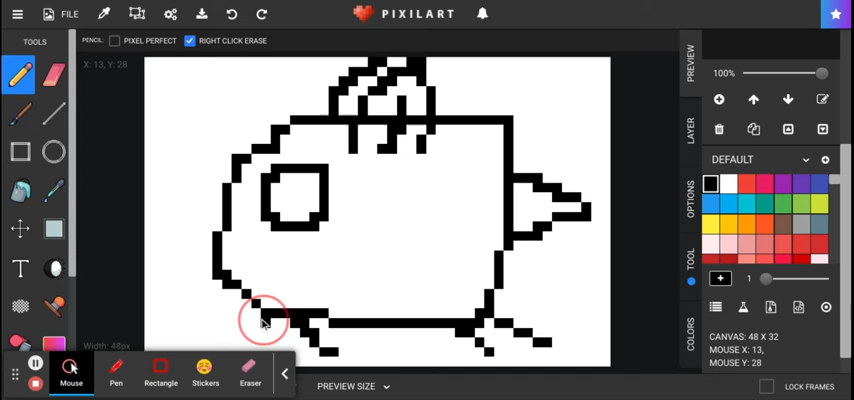 FILE
PIXILART
TOOLS
PENCIL:
PIXEL PERFECT
RIGHT CLICK ERASE
X: 13, Y: 28
PREVIEW
LAYER
OPTIONS
TOOL
COLORS
100%
DEFAULT
1
CANVAS: 48 X 32
MOUSE X: 13,
MOUSE Y: 28
Width: 48px
Mouse
Pen
Rectangle
Stickers
Eraser
PREVIEW SIZE
LOCK FRAMES